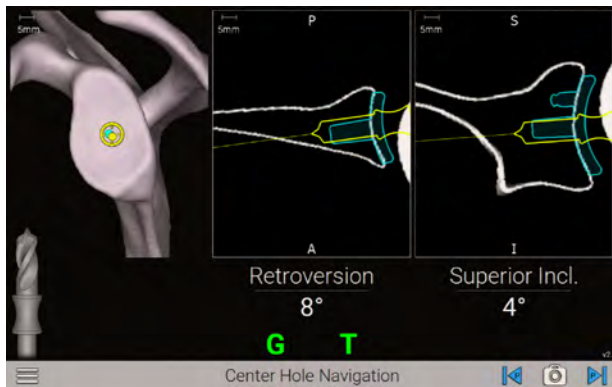 5mm
P
5mm
S
5mm
A
I
Retroversion
Superior Incl.
8°
4°
G
T
Center Hole Navigation
P
P